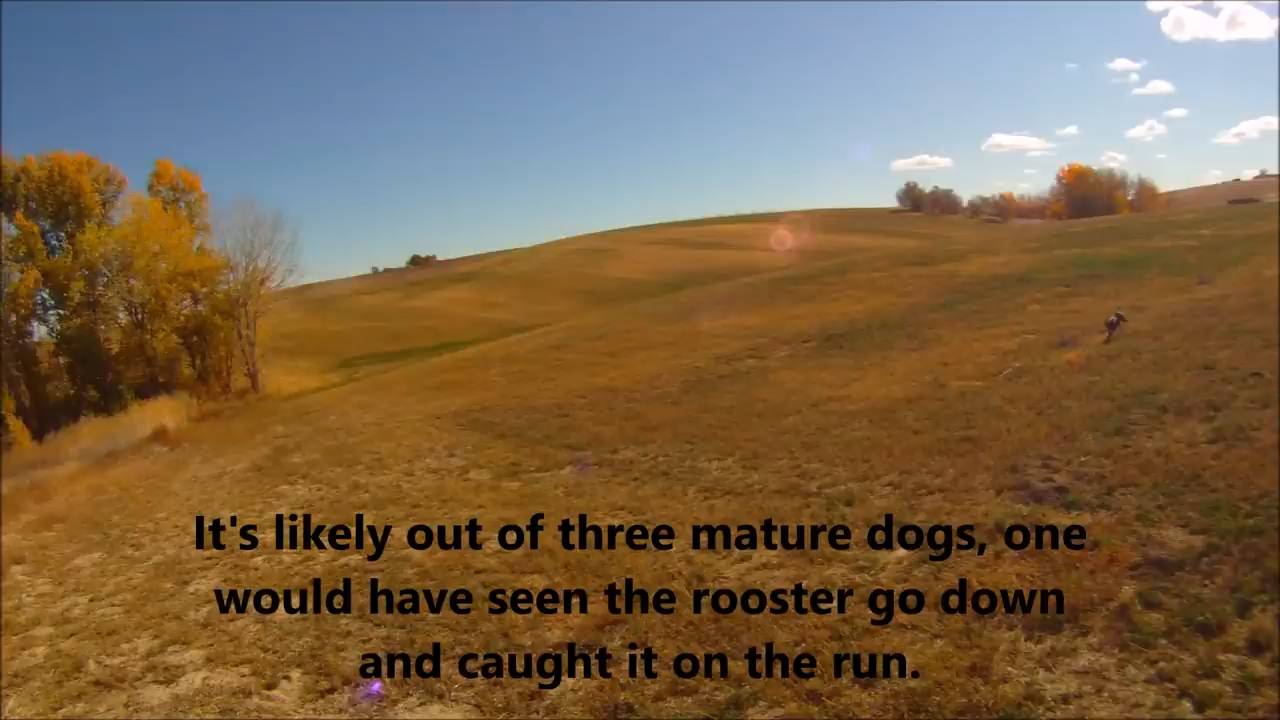 It's likely out of three mature dogs, one
would have seen the rooster go down
and caught it on the run.